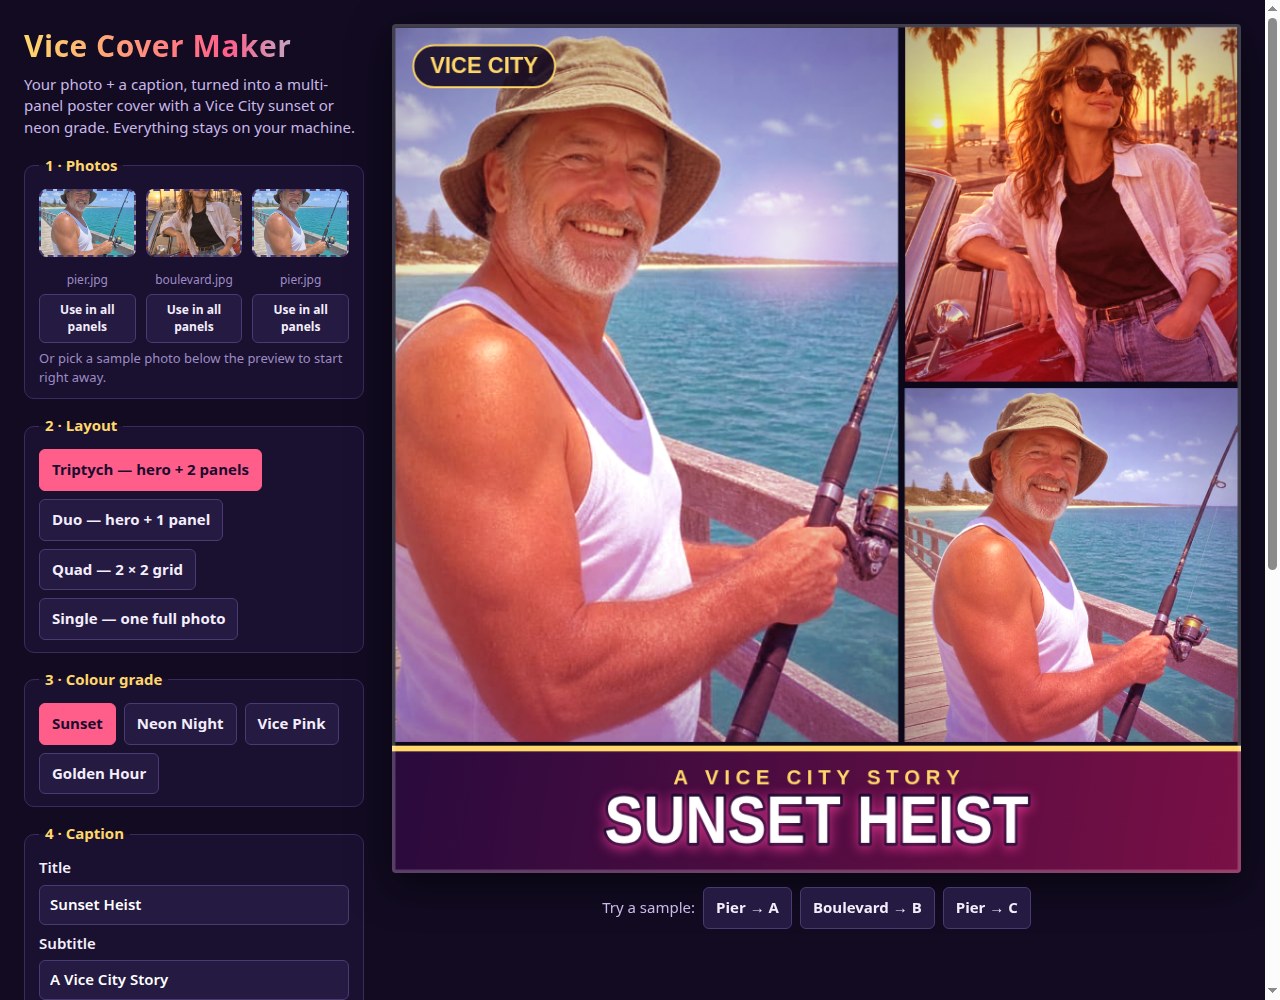 Vice Cover Maker
Your photo + a caption, turned into a multi-
panel poster cover with a Vice City sunset or
neon grade. Everything stays on your machine.
1 · Photos
pier.jpg
boulevard.jpg
pier.jpg
Use in all
panels
Use in all
panels
Use in all
panels
Or pick a sample photo below the preview to start
right away.
2 · Layout
Triptych — hero + 2 panels
Duo — hero + 1 panel
Quad — 2 × 2 grid
Single — one full photo
3 · Colour grade
Sunset
Neon Night
Vice Pink
Golden Hour
4 · Caption
Title
Sunset Heist
Subtitle
A Vice City Story
VICE CITY
A VICE CITY STORY
SUNSET HEIST
Try a sample:
Pier → A
Boulevard → B
Pier → C